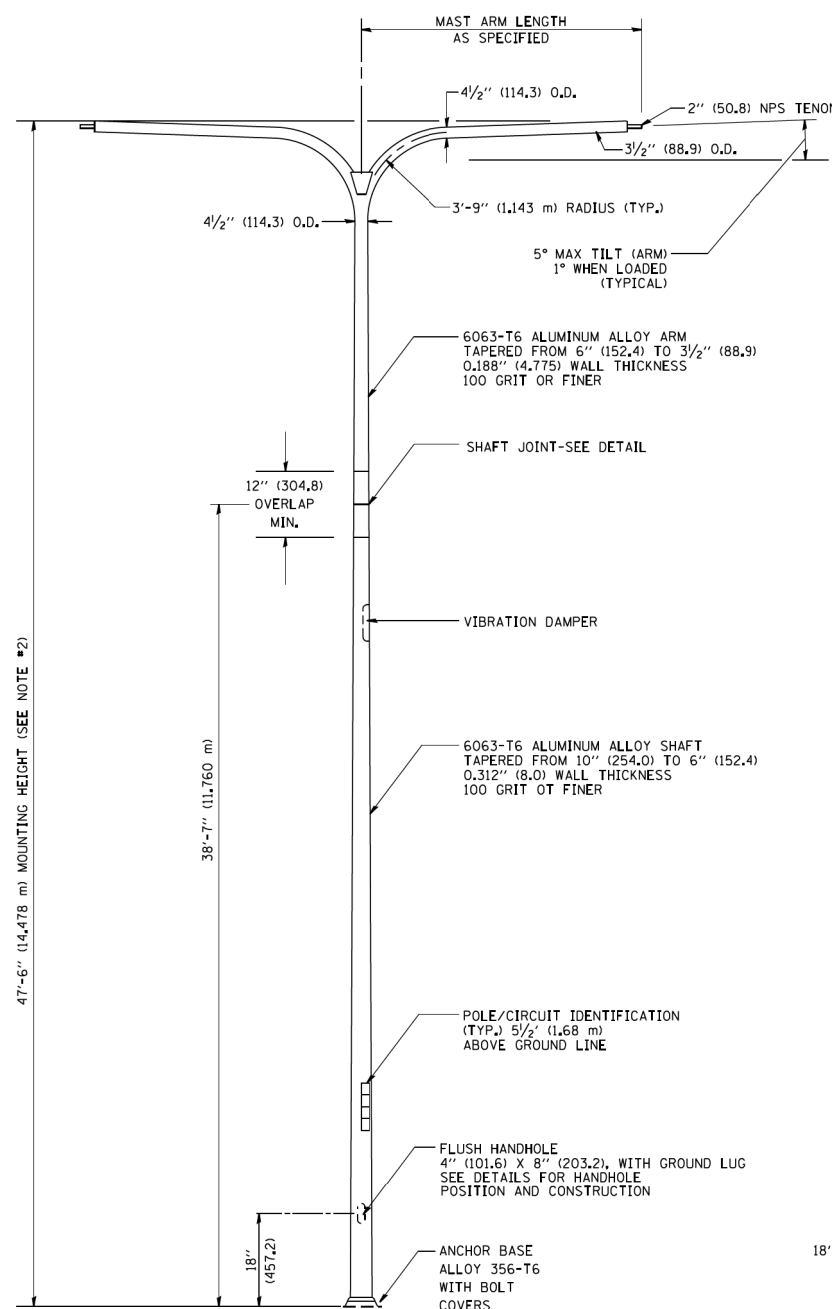 MAST ARM LENGTH
AS SPECIFIED
4½'' (114.3) O.D.
2'' (50.8) NPS TENON
3½'' (88.9) O.D.
3'-9'' (1.143 m) RADIUS (TYP.)
4½'' (114.3) O.D.
5° MAX TILT (ARM)
1° WHEN LOADED
(TYPICAL)
6063-T6 ALUMINUM ALLOY ARM
TAPERED FROM 6'' (152.4) TO 3½'' (88.9)
0.188'' (4.775) WALL THICKNESS
100 GRIT OR FINER
SHAFT JOINT-SEE DETAIL
12'' (304.8)
OVERLAP
MIN.
VIBRATION DAMPER
47'-6'' (14.478 m) MOUNTING HEIGHT (SEE NOTE #2)
38'-7'' (11.760 m)
6063-T6 ALUMINUM ALLOY SHAFT
TAPERED FROM 10'' (254.0) TO 6'' (152.4)
0.312'' (8.0) WALL THICKNESS
100 GRIT OT FINER
POLE/CIRCUIT IDENTIFICATION
(TYP.) 5½' (1.68 m)
ABOVE GROUND LINE
FLUSH HANDHOLE
4'' (101.6) X 8'' (203.2), WITH GROUND LUG
SEE DETAILS FOR HANDHOLE
POSITION AND CONSTRUCTION
18''
(457.2)
ANCHOR BASE
ALLOY 356-T6
WITH BOLT
COVERS
18'